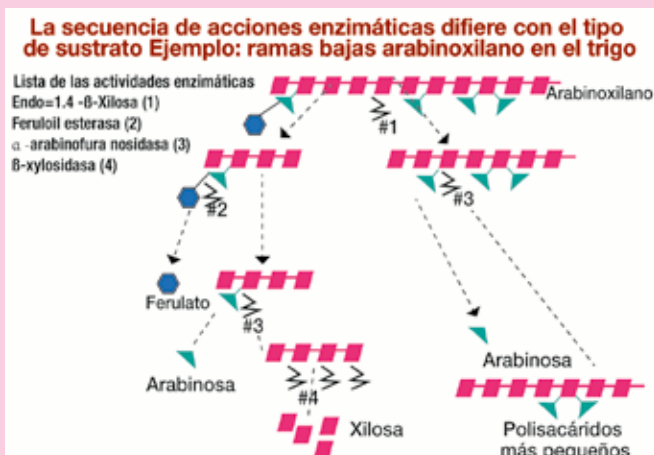 La secuencia de acciones enzimáticas difiere con el tipo
de sustrato Ejemplo: ramas bajas arabinoxilano en el trigo
Lista de las actividades enzimáticas
Endo=1.4 -ß-Xilosa (1)
Feruloil esterasa (2)
α -arabinofura nosidasa (3)
ß-xylosidasa (4)
Arabinoxilano
#1
#2
#3
Ferulato
#3
Arabinosa
Arabinosa
#4
Xilosa
Polisacáridos
más pequeños